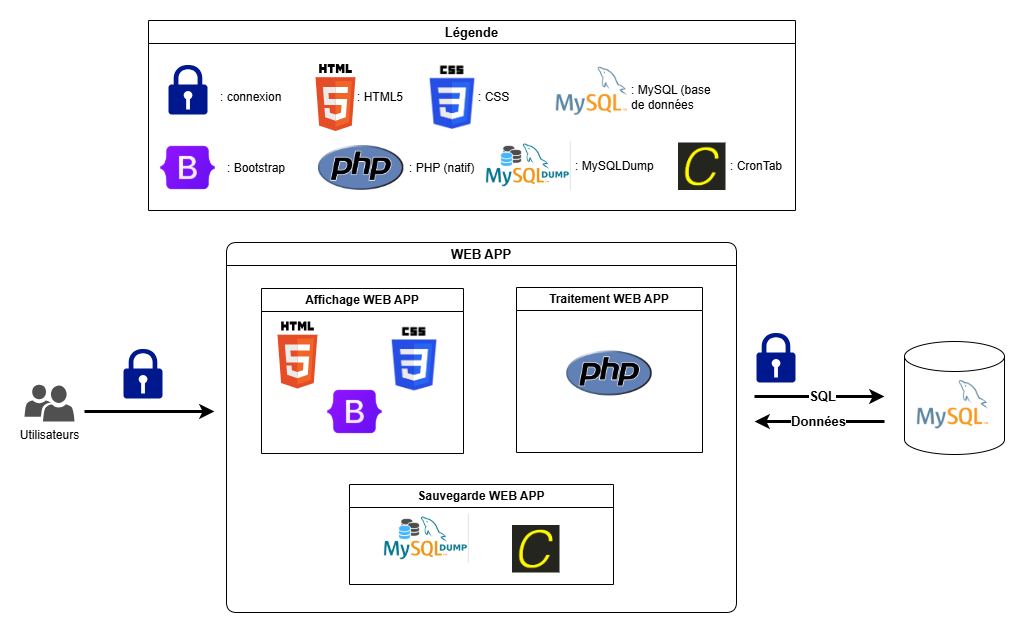 Légende
HTML
5
: HTML5
CSS
3
: CSS
MySQL™
: MySQL (base
de données
: connexion
B
: Bootstrap
php
: PHP (natif)
MySQL DUMP
: MySQLDump
C
: CronTab
WEB APP
Affichage WEB APP
HTML
5
CSS
3
B
Traitement WEB APP
php
Sauvegarde WEB APP
MySQL DUMP
C
Utilisateurs
SQL
Données
MySQL™